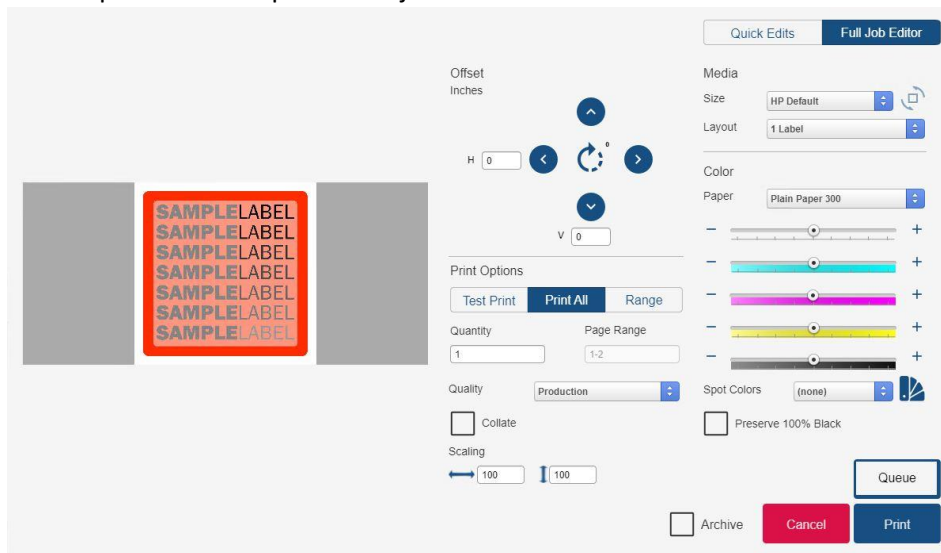 Quick Edits
Full Job Editor
Offset
Inches
H 0
0
V 0
Media
Size HP Default
Layout 1 Label
Color
Paper Plain Paper 300
- +
- +
- +
- +
- +
Spot Colors (none)
Preserve 100% Black
SAMPLELABEL
SAMPLELABEL
SAMPLELABEL
SAMPLELABEL
SAMPLELABEL
SAMPLELABEL
SAMPLELABEL
Print Options
Test Print Print All Range
Quantity Page Range
1 1-2
Quality Production
Collate
Scaling
100 100
Queue
Archive Cancel Print